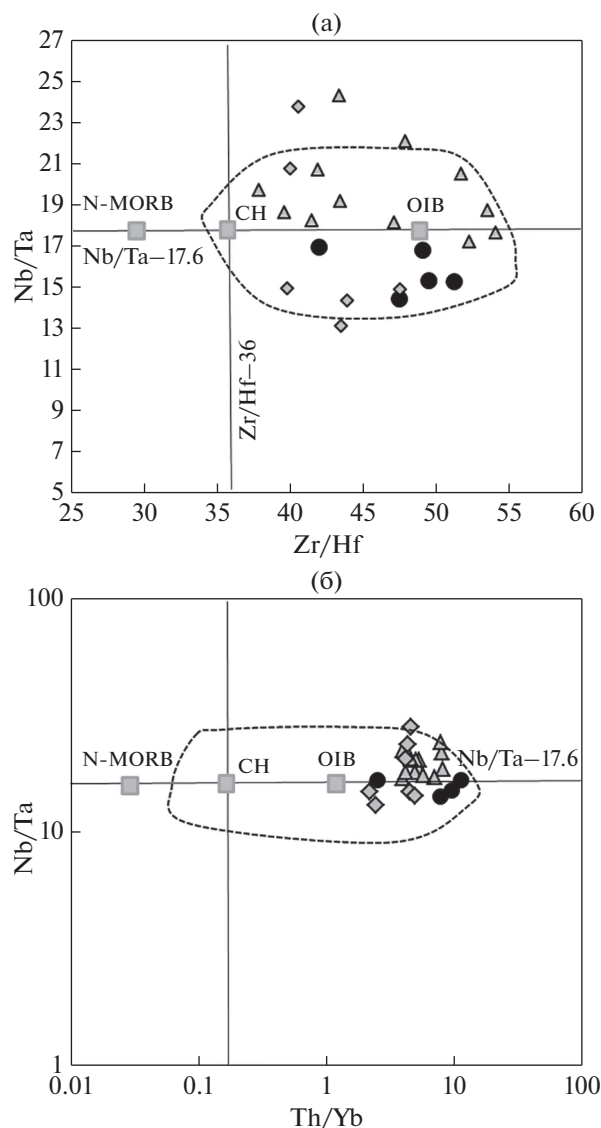 (а)
27
25
23
21
19
17
15
13
11
9
7
5
Nb/Ta
N-MORB
CH
OIB
Nb/Ta–17.6
Zr/Hf–36
25 30 35 40 45 50 55 60
Zr/Hf
(б)
100
10
1
Nb/Ta
N-MORB
CH
OIB
Nb/Ta–17.6
0.01 0.1 1 10 100
Th/Yb